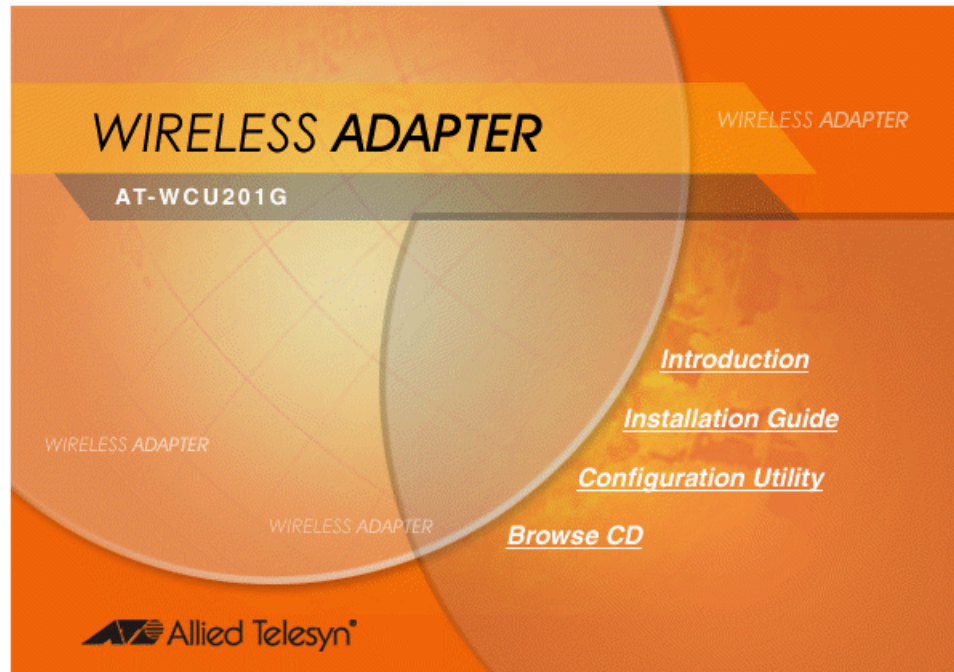 WIRELESS ADAPTER
WIRELESS ADAPTER
AT-WCU201G
Introduction
Installation Guide
WIRELESS ADAPTER
Configuration Utility
WIRELESS ADAPTER
Browse CD
Allied Telesyn®